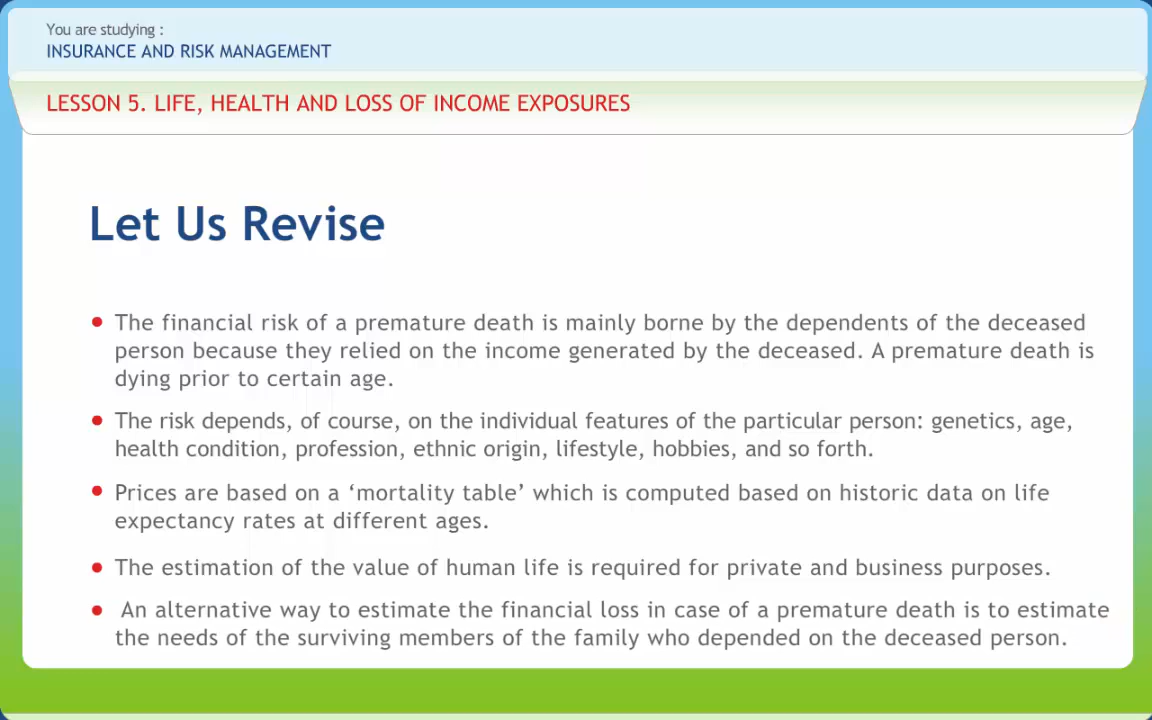 You are studying :
INSURANCE AND RISK MANAGEMENT
LESSON 5. LIFE, HEALTH AND LOSS OF INCOME EXPOSURES
Let Us Revise
• The financial risk of a premature death is mainly borne by the dependents of the deceased
person because they relied on the income generated by the deceased. A premature death is
dying prior to certain age.
• The risk depends, of course, on the individual features of the particular person: genetics, age,
health condition, profession, ethnic origin, lifestyle, hobbies, and so forth.
• Prices are based on a ‘mortality table’ which is computed based on historic data on life
expectancy rates at different ages.
• The estimation of the value of human life is required for private and business purposes.
• An alternative way to estimate the financial loss in case of a premature death is to estimate
the needs of the surviving members of the family who depended on the deceased person.